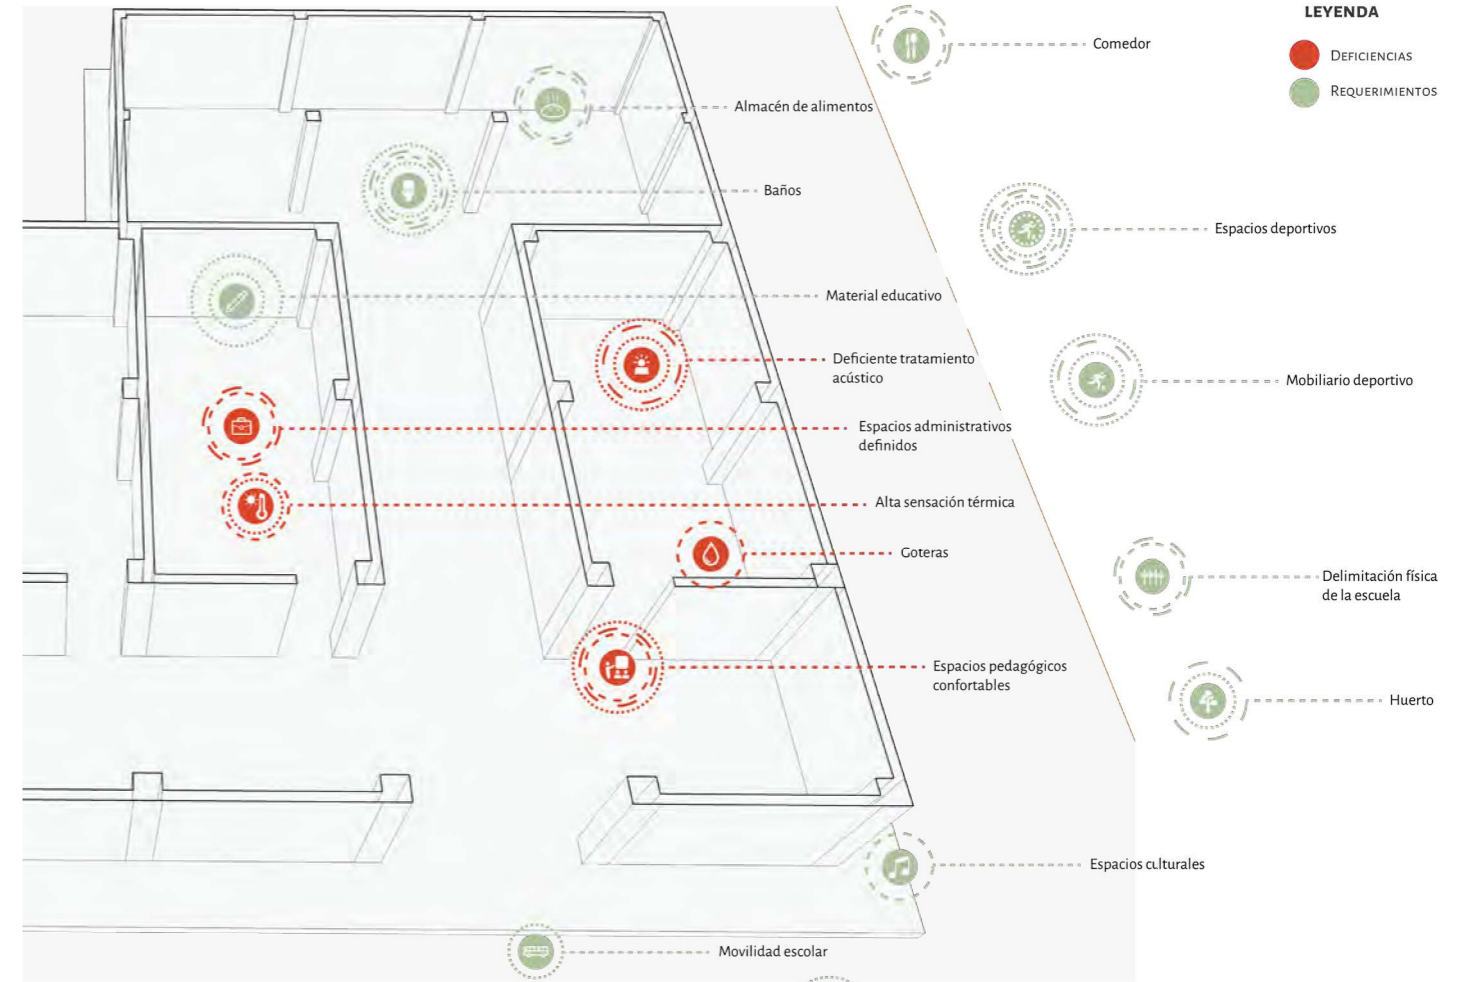 LEYENDA
DEFICIENCIAS
REQUERIMIENTOS
Comedor
Almacén de alimentos
Baños
Espacios deportivos
Material educativo
Deficiente tratamiento
acústico
Mobiliario deportivo
Espacios administrativos
definidos
Alta sensación térmica
Goteras
Delimitación física
de la escuela
Espacios pedagógicos
confortables
Huerto
Espacios culturales
Movilidad escolar